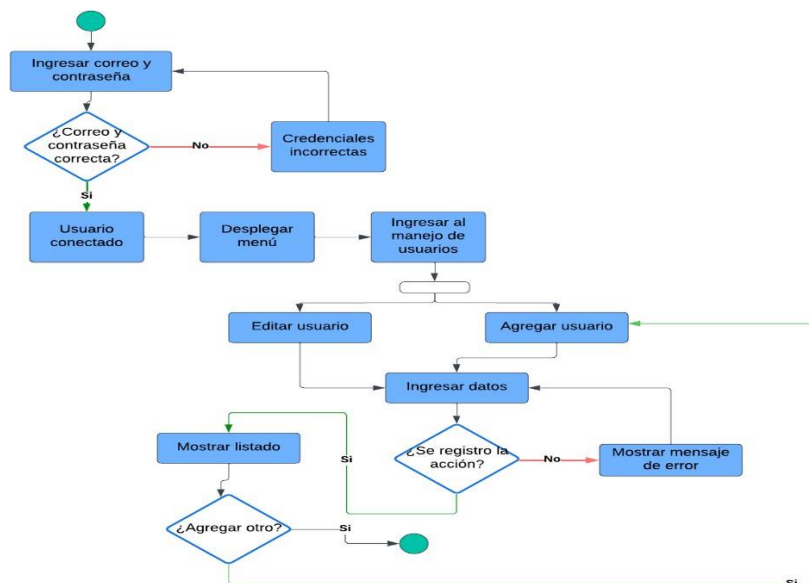 Ingresar correo y
contraseña
¿Correo y
contraseña
correcta?
No
Credenciales
incorrectas
Si
Usuario
conectado
Desplegar
menú
Ingresar al
manejo de
usuarios
Editar usuario
Agregar usuario
Ingresar datos
Mostrar listado
Si
¿Se registro la
acción?
No
Mostrar mensaje
de error
¿Agregar otro?
Si
Si